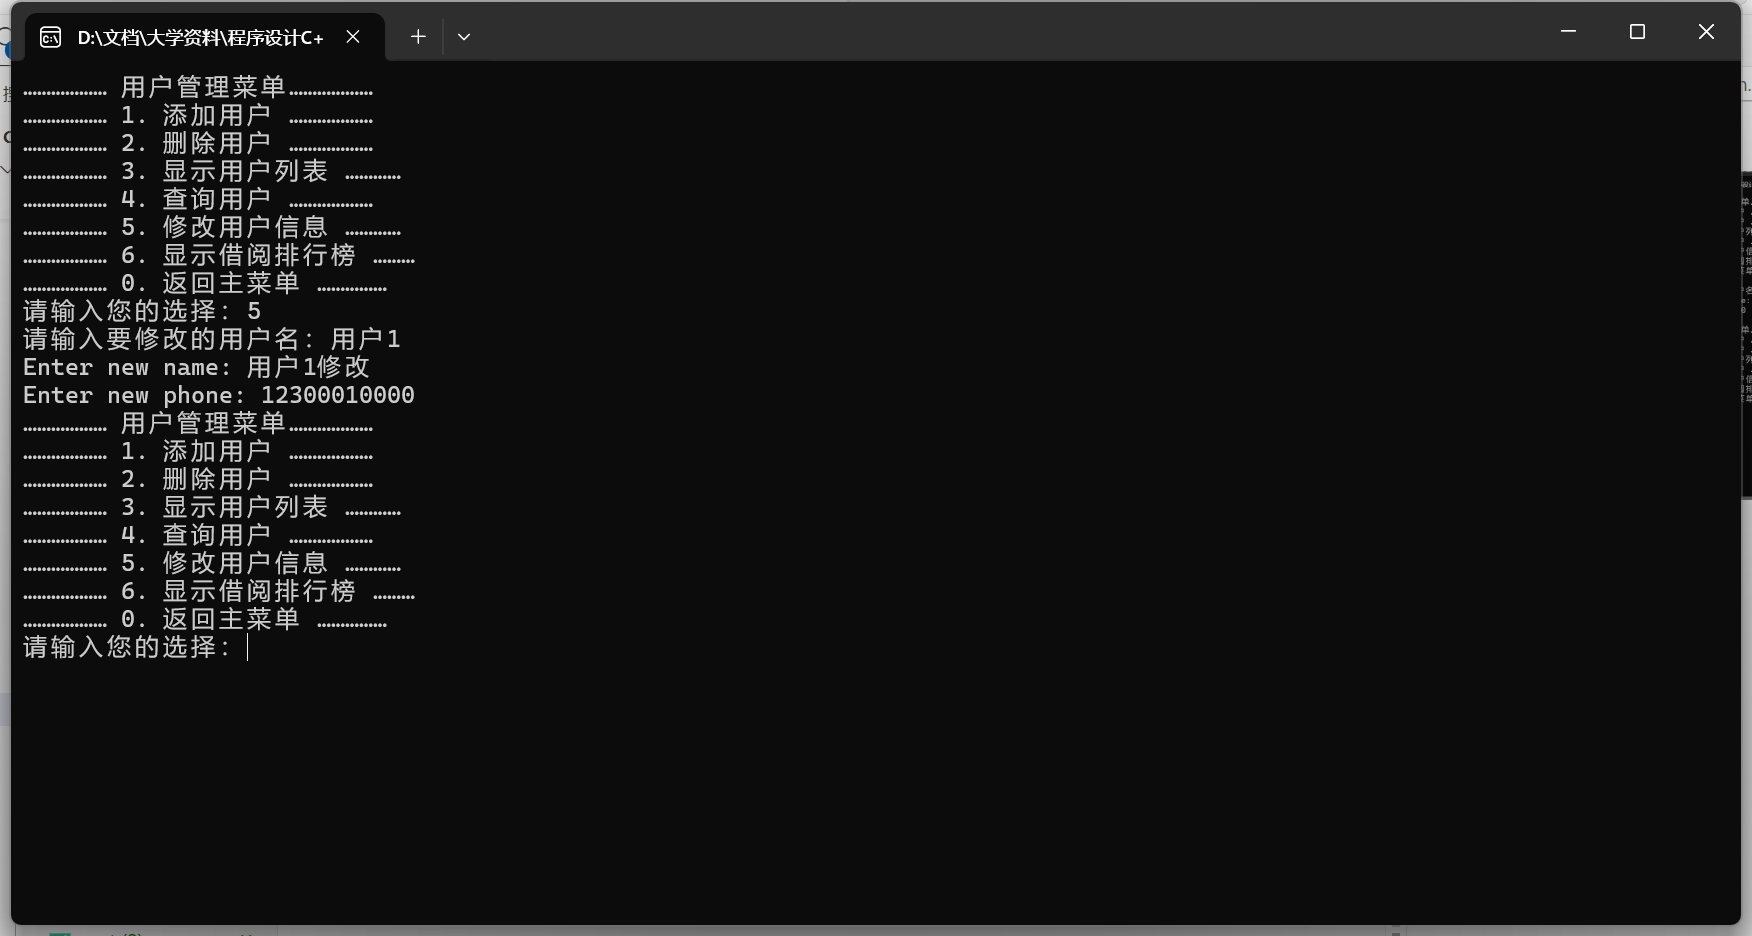 D:\文档\大学资料\程序设计C+
……………… 用户管理菜单………………
……………… 1. 添加用户 ………………
……………… 2. 删除用户 ………………
……………… 3. 显示用户列表 …………
……………… 4. 查询用户 ………………
……………… 5. 修改用户信息 …………
……………… 6. 显示借阅排行榜 ………
……………… 0. 返回主菜单 ……………
请输入您的选择: 5
请输入要修改的用户名: 用户1
Enter new name: 用户1修改
Enter new phone: 12300010000
……………… 用户管理菜单………………
……………… 1. 添加用户 ………………
……………… 2. 删除用户 ………………
……………… 3. 显示用户列表 …………
……………… 4. 查询用户 ………………
……………… 5. 修改用户信息 …………
……………… 6. 显示借阅排行榜 ………
……………… 0. 返回主菜单 ……………
请输入您的选择: